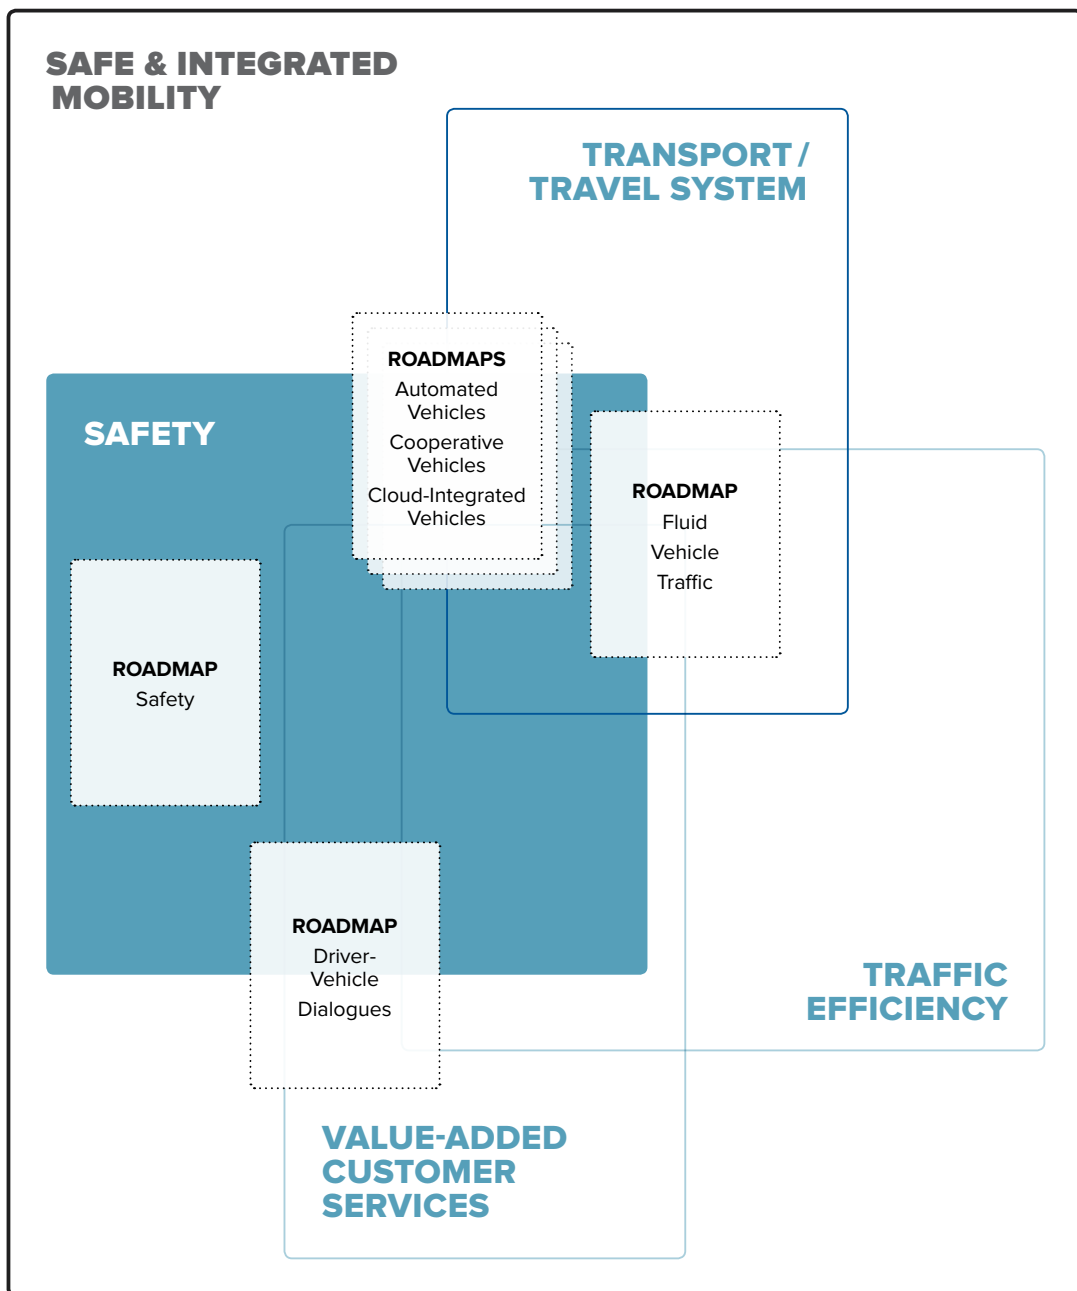 SAFE & INTEGRATED
MOBILITY
TRANSPORT /
TRAVEL SYSTEM
ROADMAPS
Automated
Vehicles
Cooperative
Vehicles
Cloud-Integrated
Vehicles
SAFETY
ROADMAP
Fluid
Vehicle
Traffic
ROADMAP
Safety
ROADMAP
Driver-
Vehicle
Dialogues
TRAFFIC
EFFICIENCY
VALUE-ADDED
CUSTOMER
SERVICES